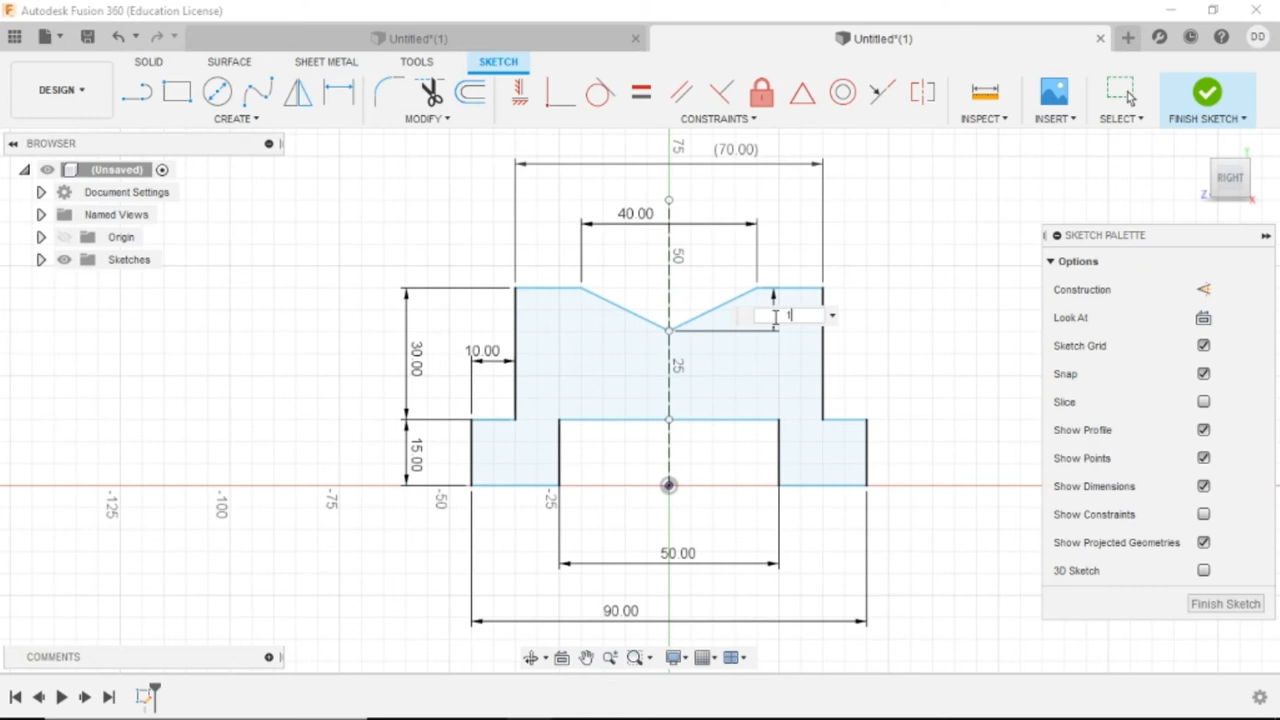 Autodesk Fusion 360 (Education License)
Untitled*(1)
Untitled*(1)
DD
SOLID
SURFACE
SHEET METAL
TOOLS
SKETCH
DESIGN
CREATE
MODIFY
CONSTRAINTS
INSPECT
INSERT
SELECT
FINISH SKETCH
BROWSER
(Unsaved)
Document Settings
Named Views
Origin
Sketches
RIGHT
Y
Z
X
SKETCH PALETTE
Options
Construction
Look At
Sketch Grid
Snap
Slice
Show Profile
Show Points
Show Dimensions
Show Constraints
Show Projected Geometries
3D Sketch
Finish Sketch
75
(70.00)
40.00
50
1
30.00
10.00
25
15.00
-125
-100
-75
-50
-25
50.00
90.00
COMMENTS